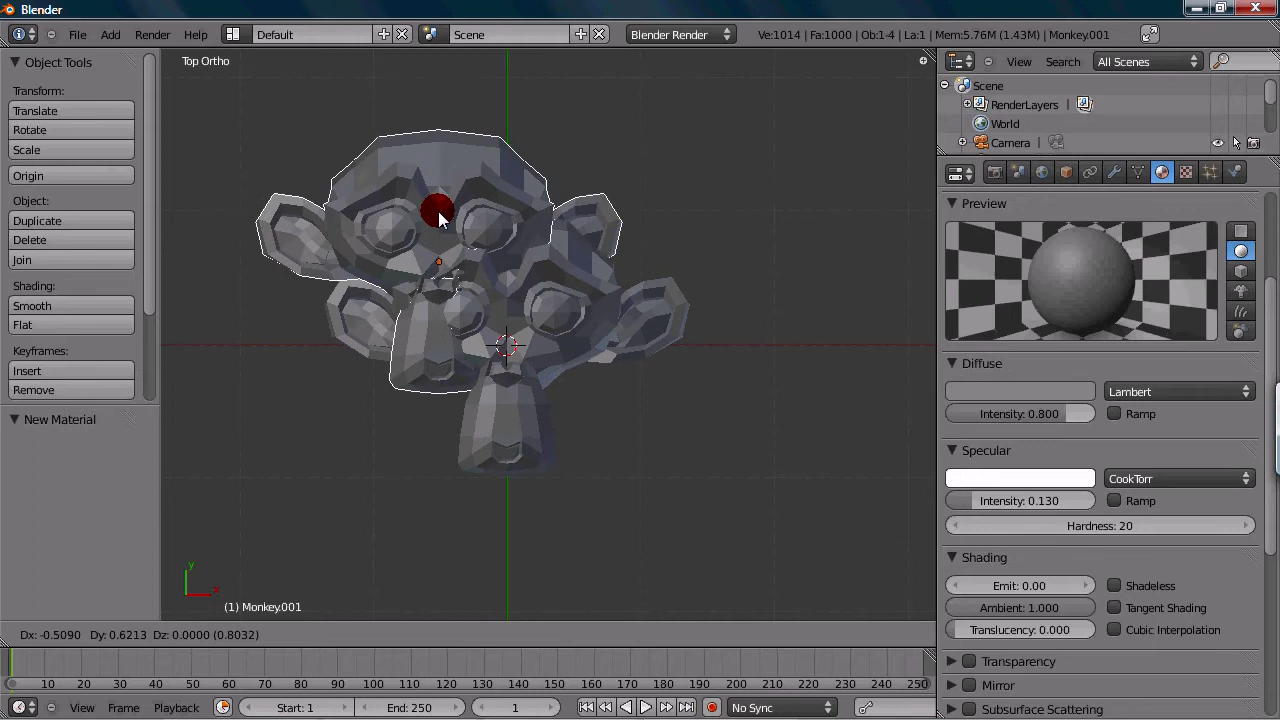 Blender
File Add Render Help Default Scene Blender Render Ve:1014 | Fa:1000 | Ob:1-4 | La:1 | Mem:5.76M (1.43M) | Monkey.001
Object Tools
Transform:
Translate
Rotate
Scale
Origin
Object:
Duplicate
Delete
Join
Shading:
Smooth
Flat
Keyframes:
Insert
Remove
New Material
Top Ortho
y
x
(1) Monkey.001
Dx: -0.5090 Dy: 0.6213 Dz: 0.0000 (0.8032)
View Search All Scenes
Scene
RenderLayers |
World
Camera |
Preview
Diffuse
Lambert
Intensity: 0.800 Ramp
Specular
CookTorr
Intensity: 0.130 Ramp
Hardness: 20
Shading
Emit: 0.00 Shadeless
Ambient: 1.000 Tangent Shading
Translucency: 0.000 Cubic Interpolation
Transparency
Mirror
Subsurface Scattering
10 20 30 40 50 60 70 80 90 100 110 120 130 140 150 160 170 180 190 200 210 220 230 240 250
View Frame Playback Start: 1 End: 250 1 No Sync